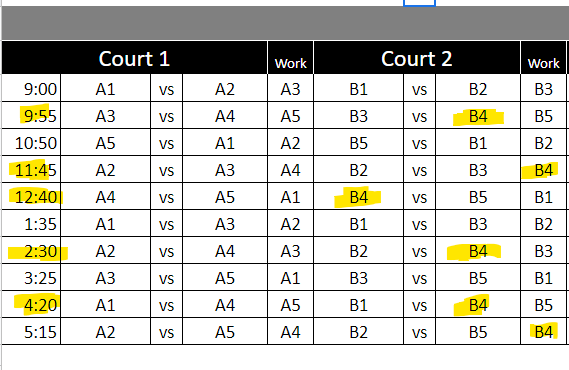 Court 1 Work Court 2 Work
9:00 A1 vs A2 A3 B1 vs B2 B3
9:55 A3 vs A4 A5 B3 vs B4 B5
10:50 A5 vs A1 A2 B5 vs B1 B2
11:45 A2 vs A3 A4 B2 vs B3 B4
12:40 A4 vs A5 A1 B4 vs B5 B1
1:35 A1 vs A3 A2 B1 vs B3 B2
2:30 A2 vs A4 A3 B2 vs B4 B3
3:25 A3 vs A5 A1 B3 vs B5 B1
4:20 A1 vs A4 A5 B1 vs B4 B5
5:15 A2 vs A5 A4 B2 vs B5 B4